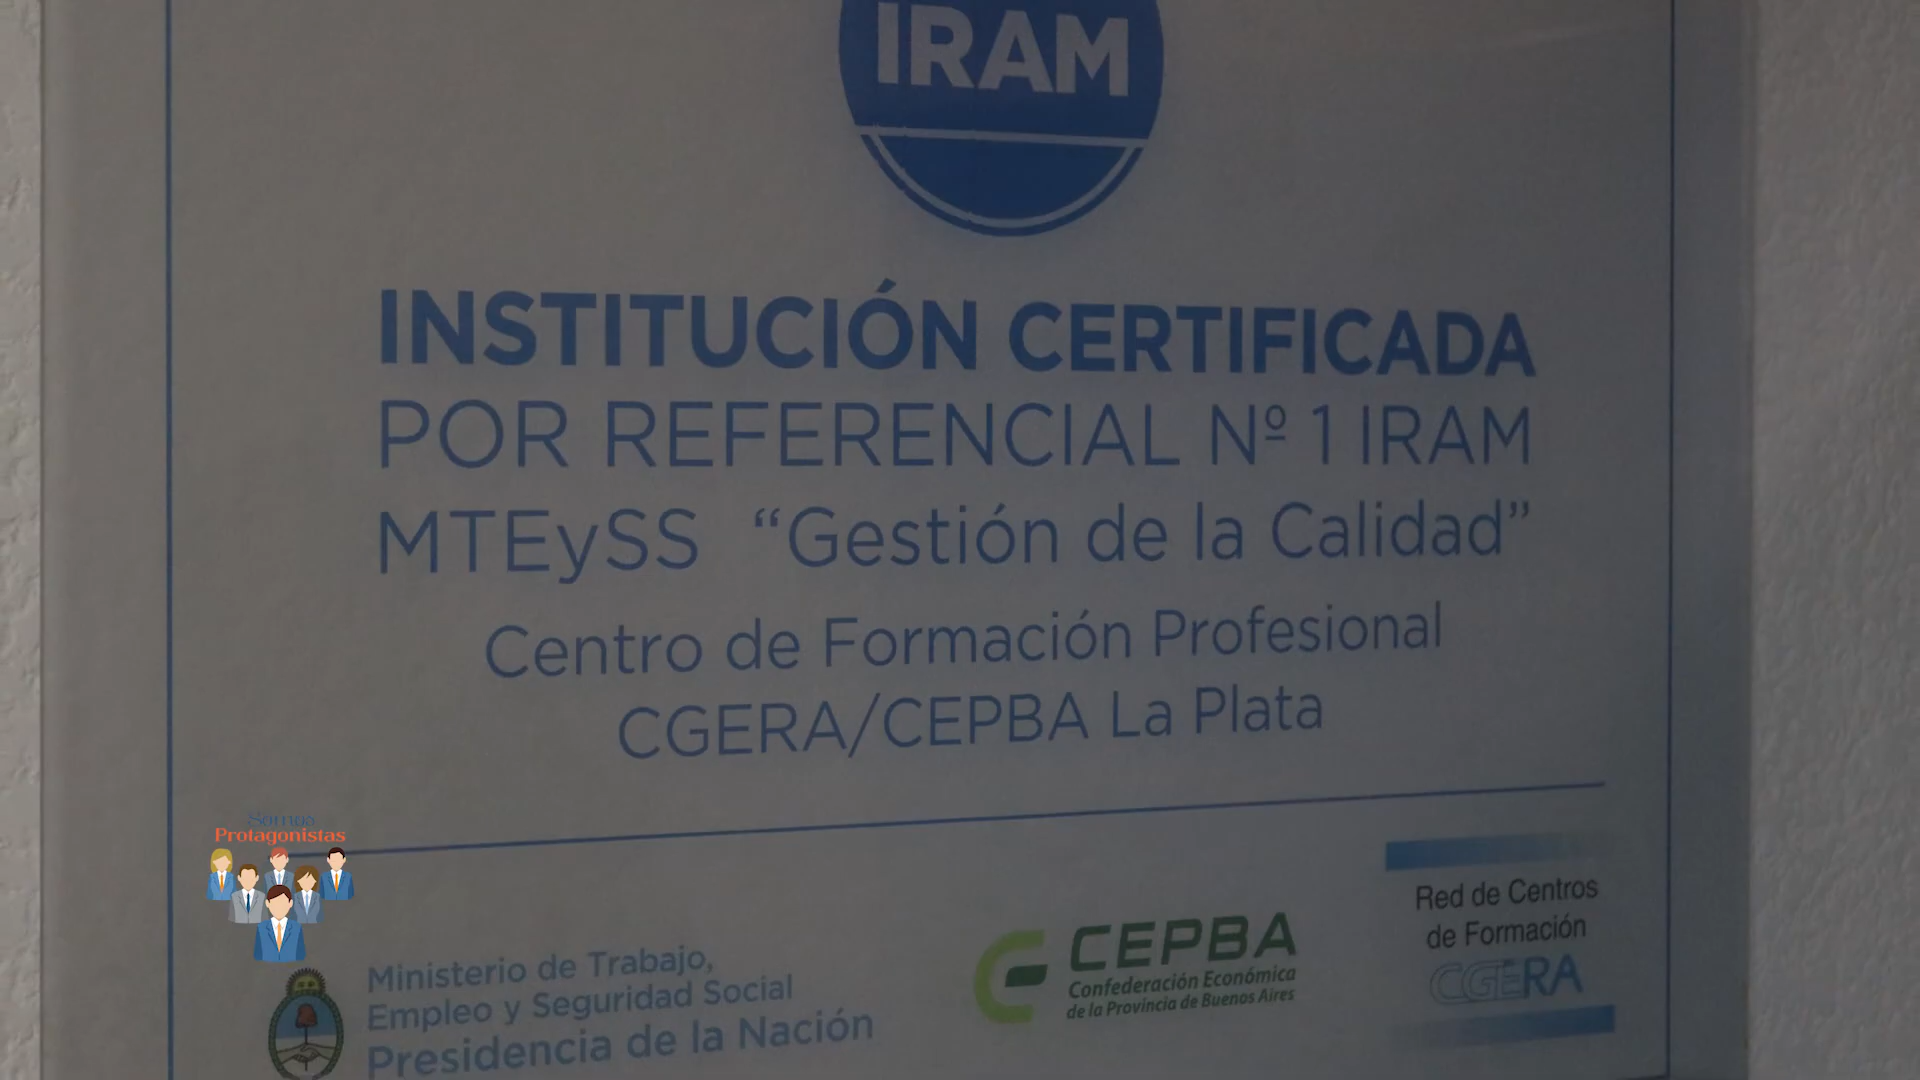 IRAM
INSTITUCIÓN CERTIFICADA
POR REFERENCIAL Nº 1 IRAM
MTEySS “Gestión de la Calidad”
Centro de Formación Profesional
CGERA/CEPBA La Plata
Somos
Protagonistas
Ministerio de Trabajo,
Empleo y Seguridad Social
Presidencia de la Nación
CEPBA
Confederación Económica
de la Provincia de Buenos Aires
Red de Centros
de Formación
CGERA